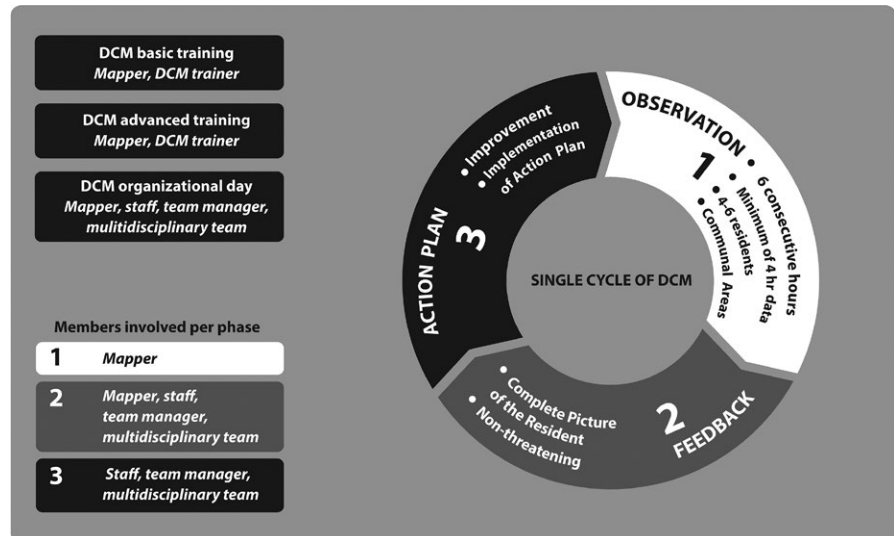 DCM basic training
Mapper, DCM trainer
DCM advanced training
Mapper, DCM trainer
DCM organizational day
Mapper, staff, team manager,
mulitidisciplinary team
Members involved per phase
1 Mapper
2 Mapper, staff,
team manager,
multidisciplinary team
3 Staff, team manager,
multidisciplinary team
SINGLE CYCLE OF DCM
OBSERVATION
1
• 6 consecutive hours
• Minimum of 4 hr data
• 4-6 residents
• Communal Areas
FEEDBACK
2
• Complete Picture
of the Resident
• Non-threatening
ACTION PLAN
3
• Improvement
• Implementation
of Action Plan